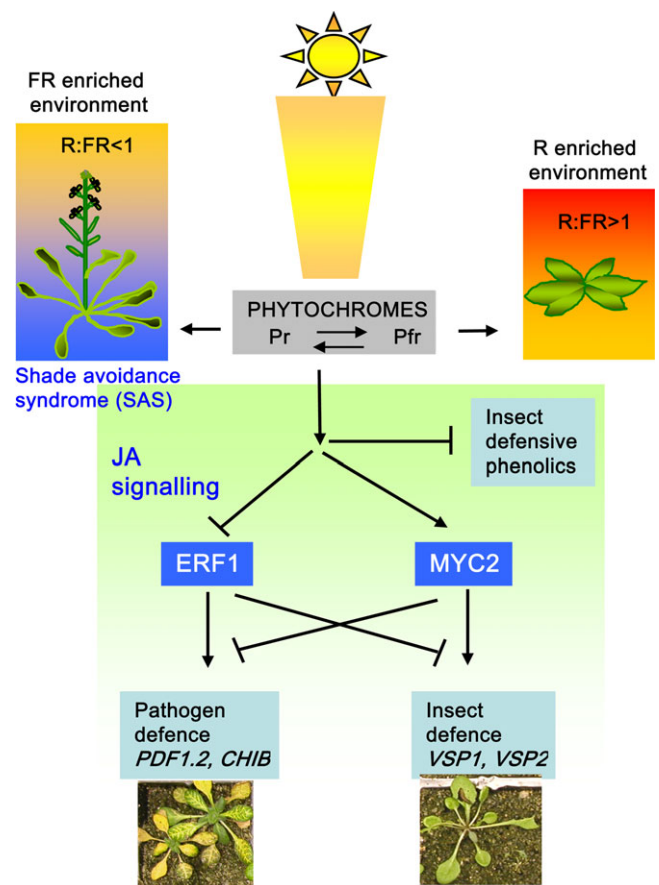 FR enriched
environment
R:FR<1
R enriched
environment
R:FR>1
PHYTOCHROMES
Pr Pfr
Shade avoidance
syndrome (SAS)
Insect
defensive
phenolics
JA
signalling
ERF1
MYC2
Pathogen
defence
PDF1.2, CHIB
Insect
defence
VSP1, VSP2